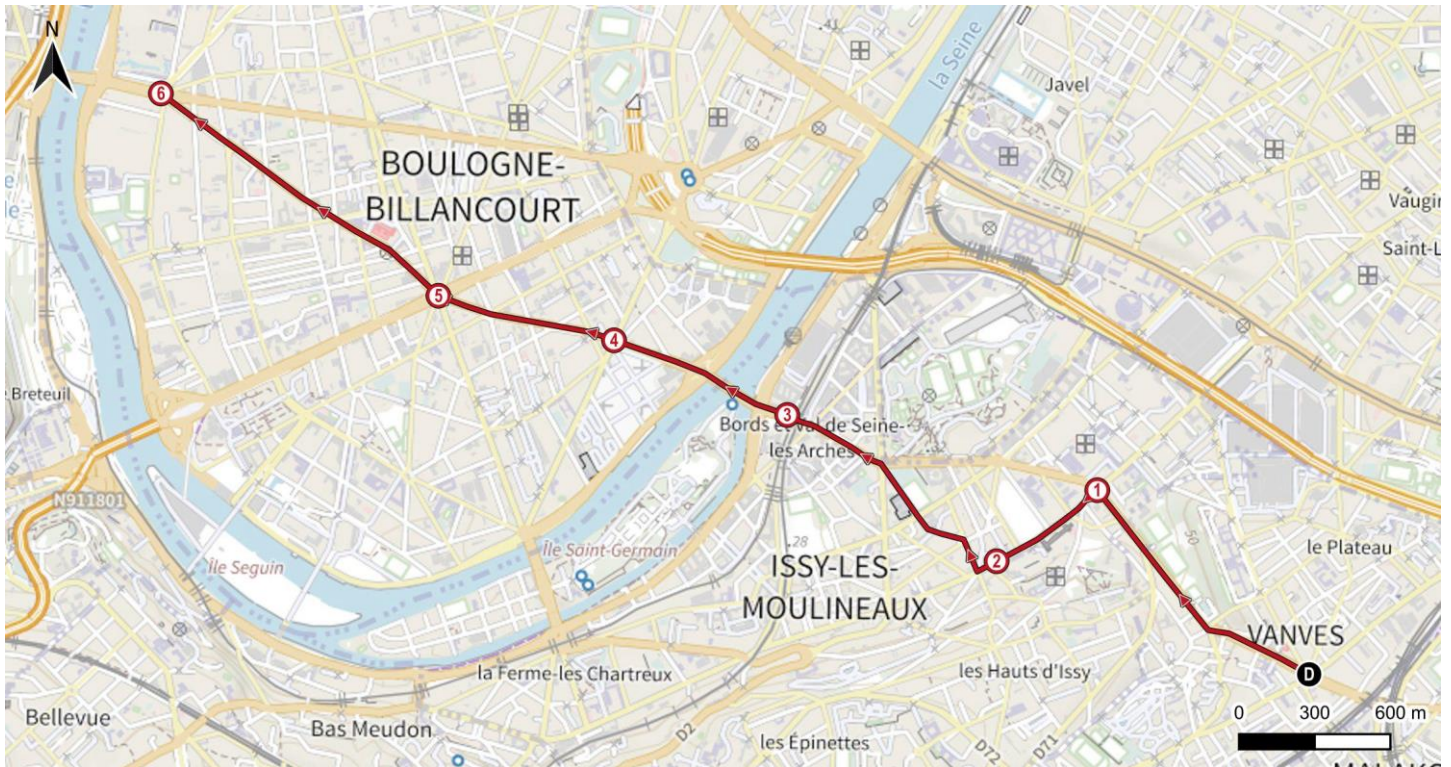 N
la Seine
Javel
6
BOULOGNE-
BILLANCOURT
Vaugir
Saint-L
5
4
Breteuil
3
Bords et Val de Seine-
les Arches
N911801
1
50
le Plateau
28
2
Île Saint-Germain
Île Seguin
ISSY-LES-
MOULINEAUX
VANVES
D
la Ferme-les Chartreux
les Hauts d'Issy
Bellevue
Bas Meudon
D2
les Épinettes
D72
D71
0 300 600 m